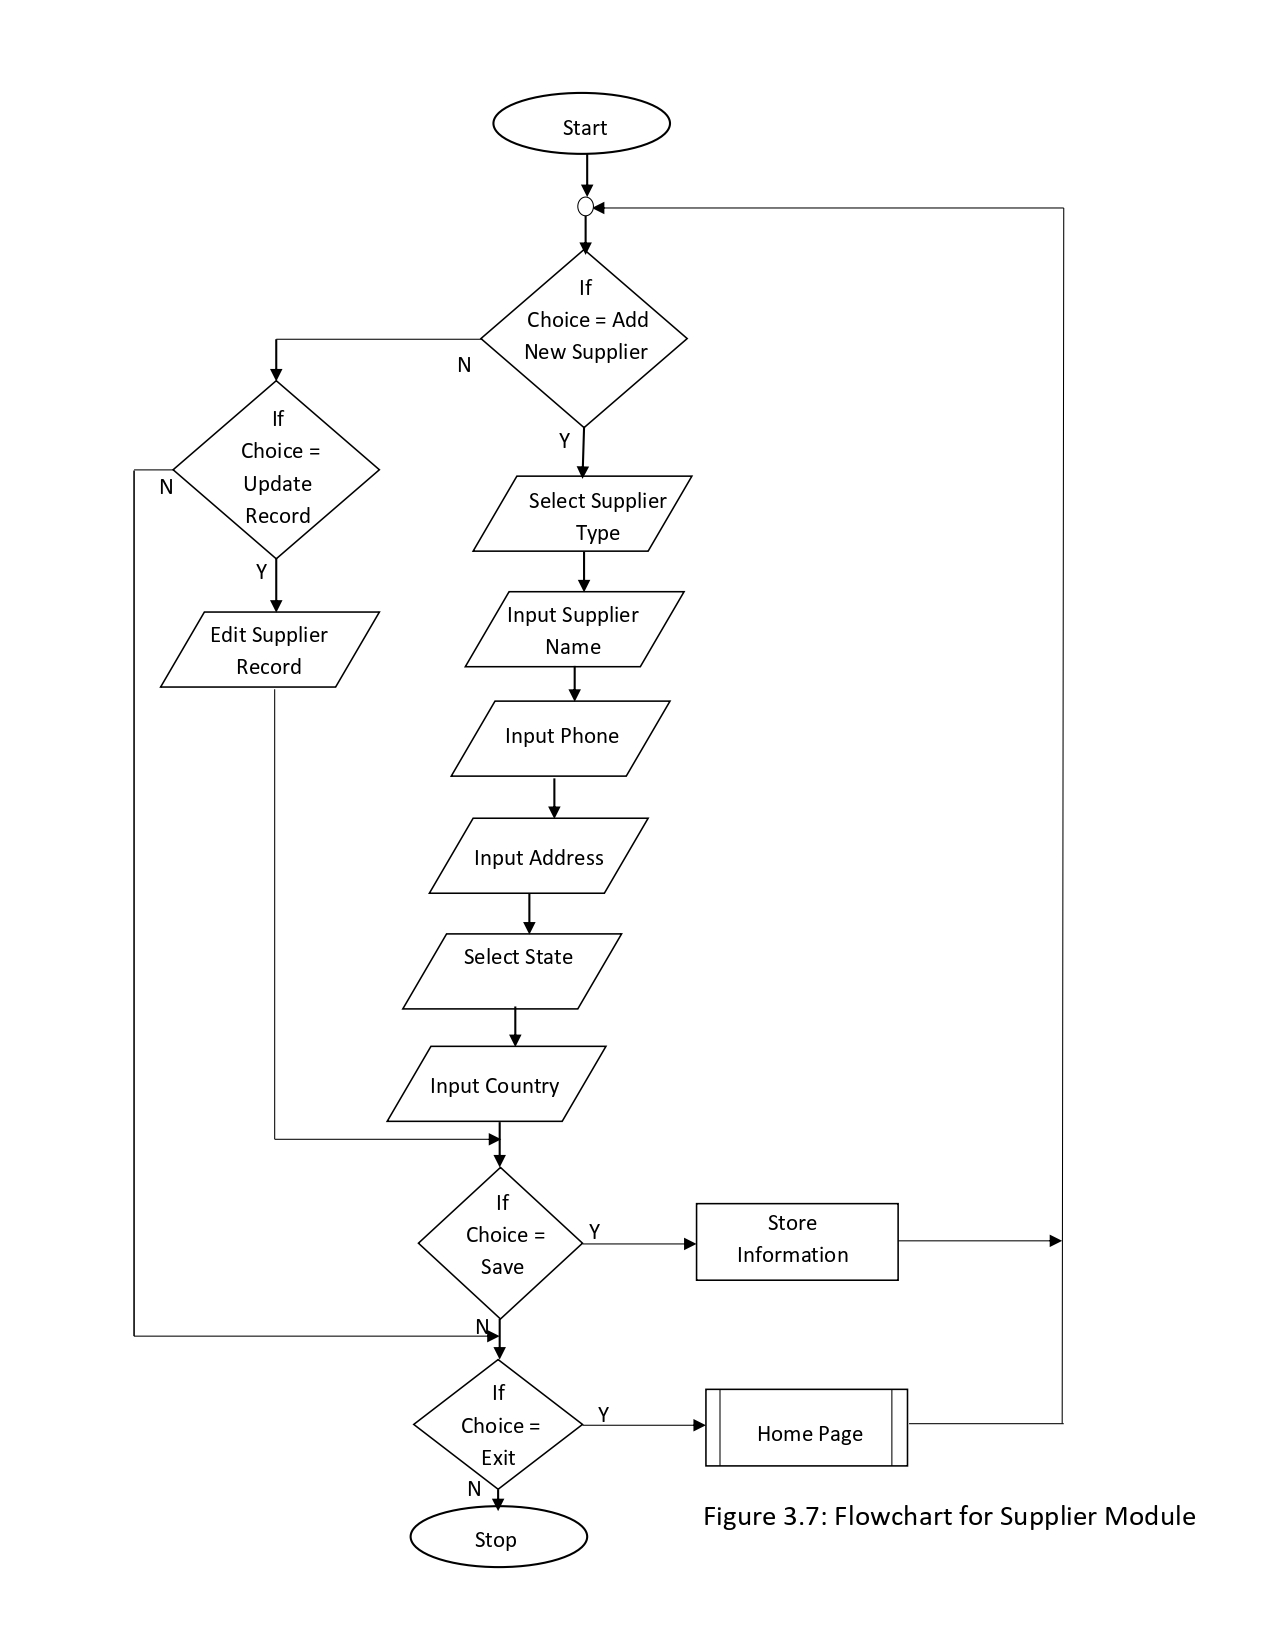 Start
If
Choice = Add
New Supplier
N
Y
If
Choice =
Update
Record
N
Y
Select Supplier
Type
Input Supplier
Name
Edit Supplier
Record
Input Phone
Input Address
Select State
Input Country
If
Choice =
Save
Y
Store
Information
N
If
Choice =
Exit
Y
Home Page
N
Stop
Figure 3.7: Flowchart for Supplier Module